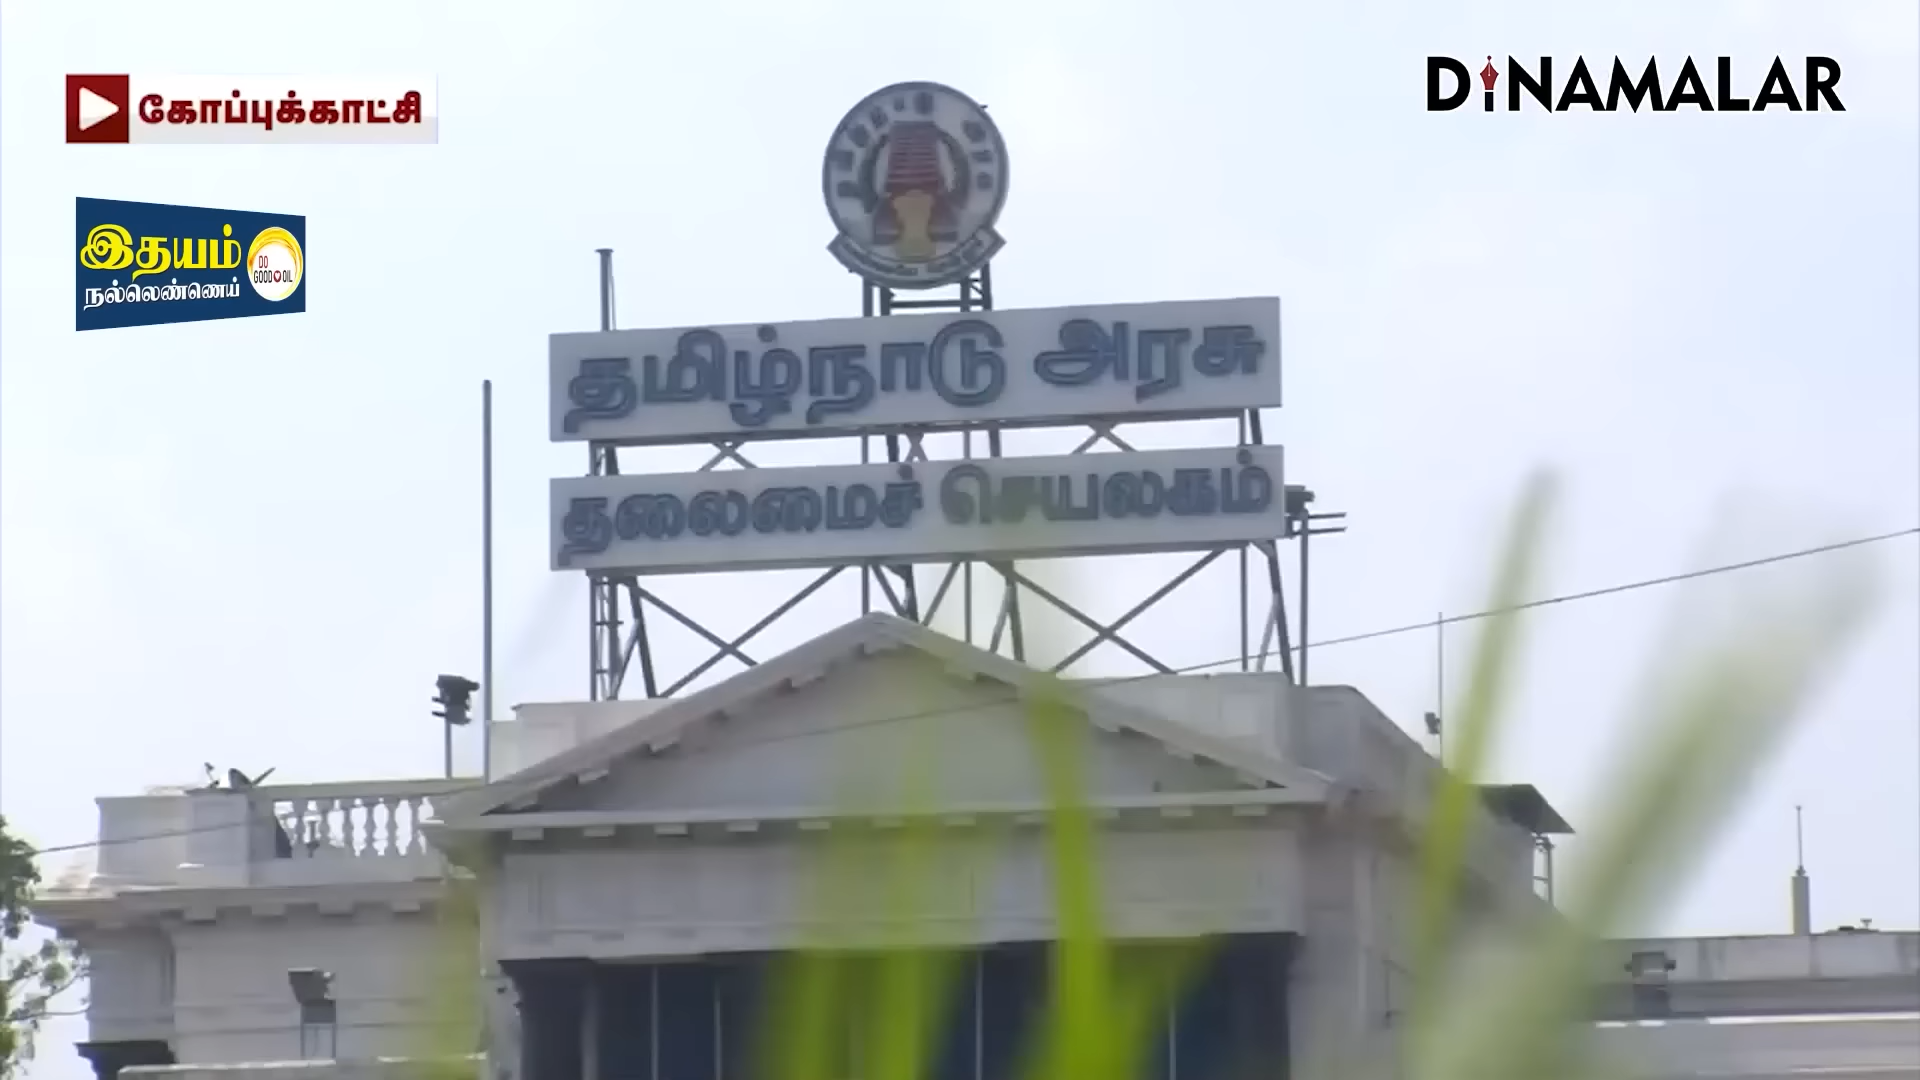 கோப்புக்காட்சி
DINAMALAR
இதயம்
நல்லெண்ணெய்
DO
GOOD OIL
தமிழ்நாடு அரசு
தலைமைச் செயலகம்